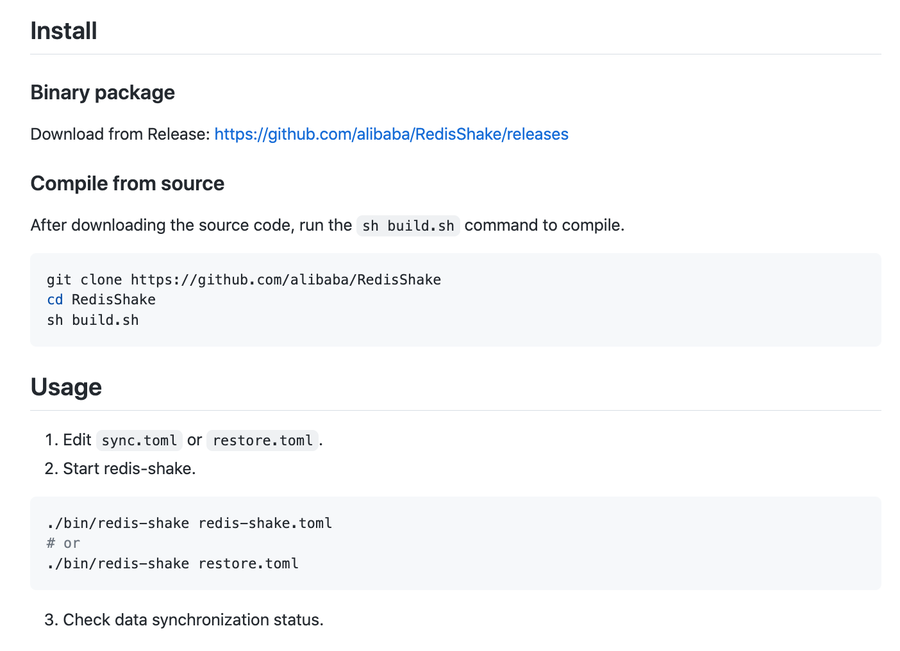 Install
Binary package
Download from Release: https://github.com/alibaba/RedisShake/releases
Compile from source
After downloading the source code, run the sh build.sh command to compile.
git clone https://github.com/alibaba/RedisShake
cd RedisShake
sh build.sh
Usage
1. Edit sync.toml or restore.toml.
2. Start redis-shake.
./bin/redis-shake redis-shake.toml
# or
./bin/redis-shake restore.toml
3. Check data synchronization status.